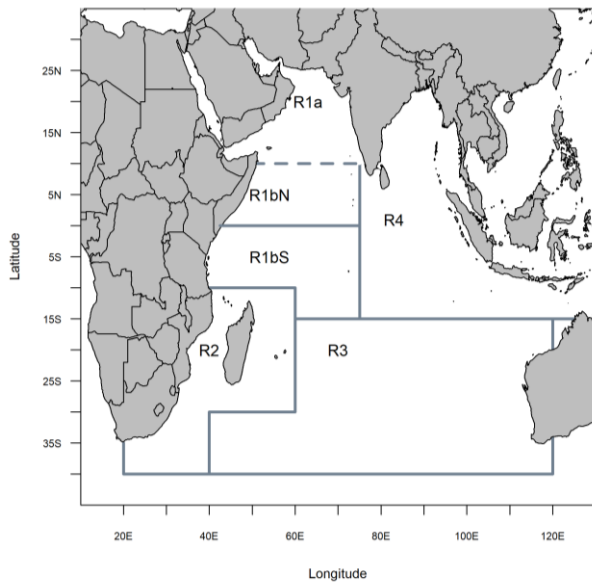 25N
15N
5N
5S
15S
25S
35S
Latitude
R1a
R1bN
R4
R1bS
R2
R3
20E
40E
60E
80E
100E
120E
Longitude